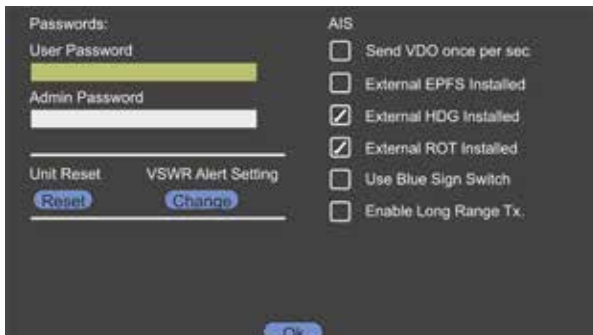 Passwords:
User Password
Admin Password
Unit Reset
VSWR Alert Setting
Reset
Change
AIS
Send VDO once per sec
External EPFS Installed
External HDG Installed
External ROT Installed
Use Blue Sign Switch
Enable Long Range Tx.
Ok